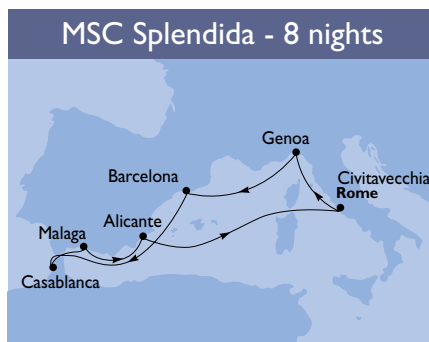 MSC Splendida - 8 nights
Genoa
Barcelona
Civitavecchia
Rome
Alicante
Malaga
Casablanca